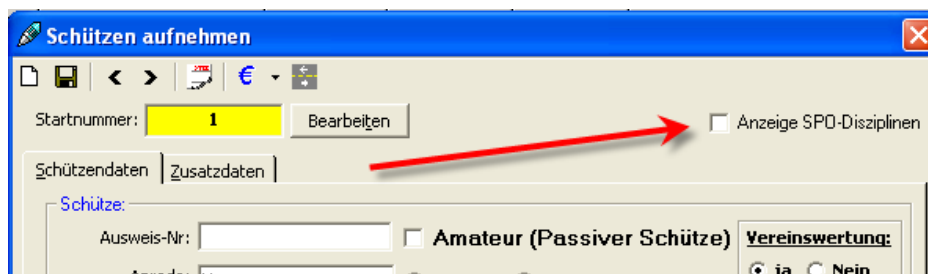 Schützen aufnehmen
€
Startnummer: 1 Bearbeiten Anzeige SPO-Disziplinen
Schützendaten Zusatzdaten
Schütze:
Ausweis-Nr: Amateur (Passiver Schütze) Vereinswertung:
ja Nein